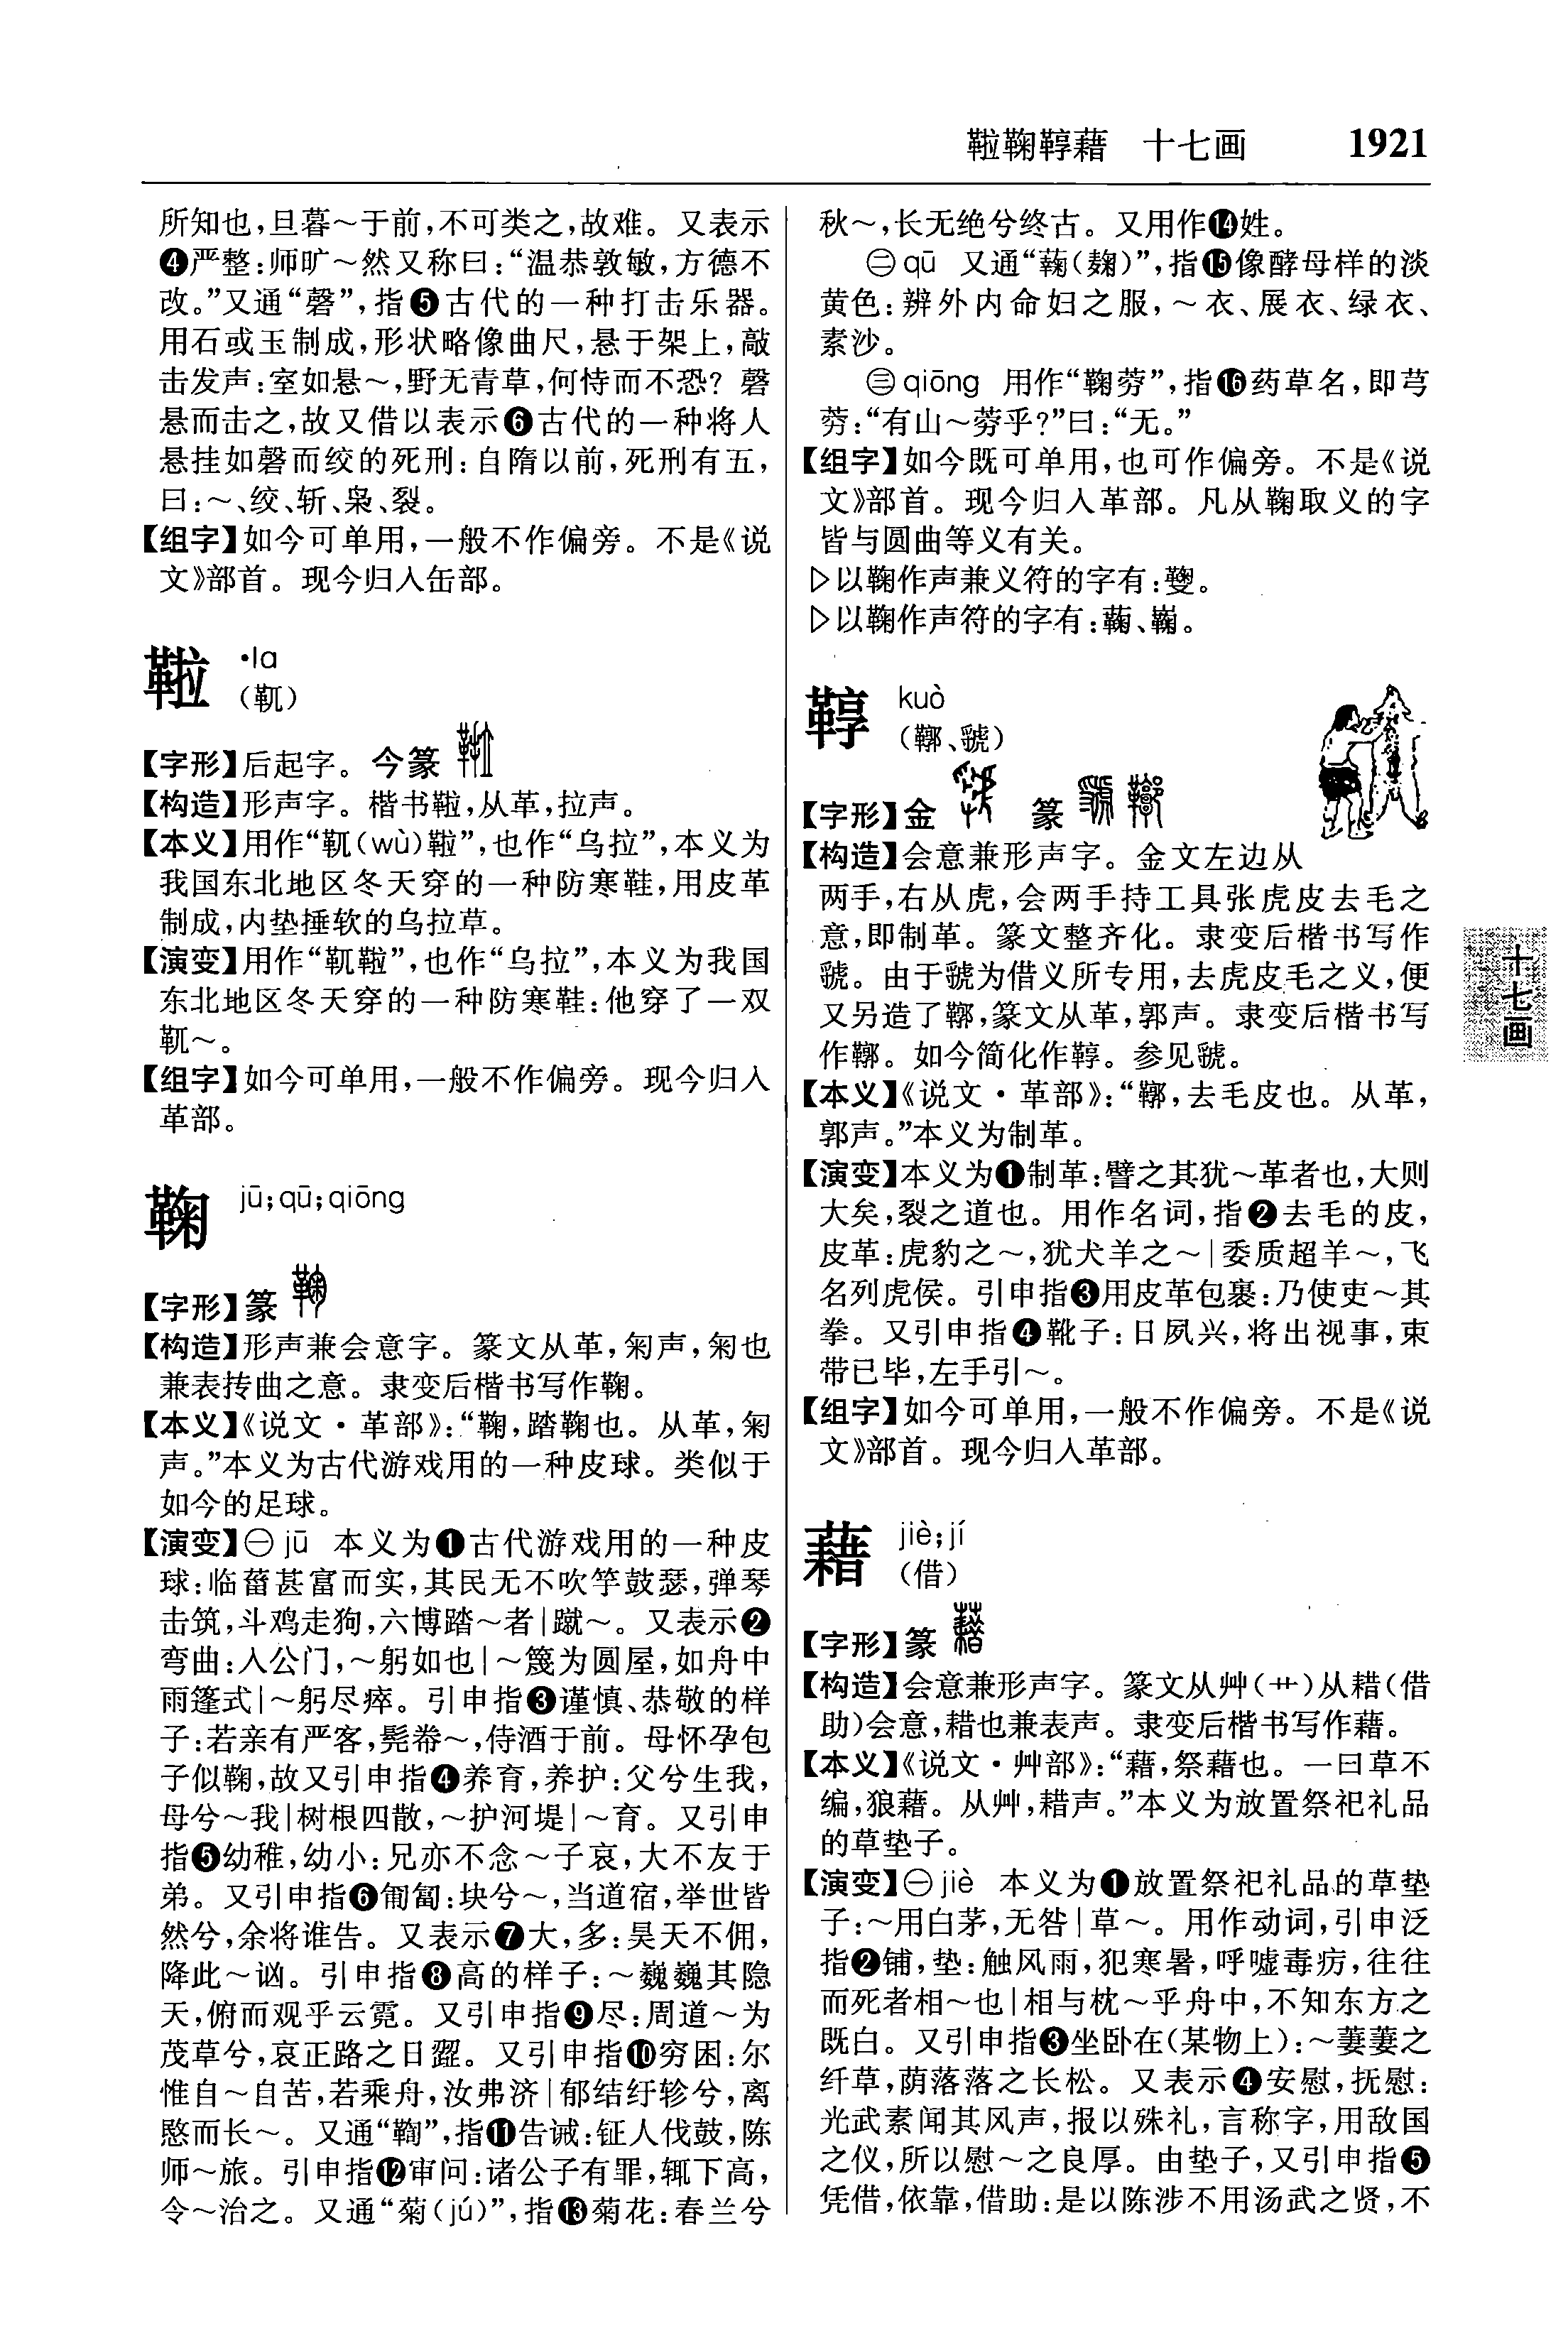 鞡鞠鞟藉　十七画　1921
所知也，旦暮～于前，不可类之，故难。又表示
❹严整：师旷～然又称曰：“温恭敦敏，方德不
改。”又通“磬”，指❺古代的一种打击乐器。
用石或玉制成，形状略像曲尺，悬于架上，敲
击发声：室如悬～，野无青草，何恃而不恐？磬
悬而击之，故又借以表示❻古代的一种将人
悬挂如磬而绞的死刑：自隋以前，死刑有五，
曰：～、绞、斩、枭、裂。
【组字】如今可单用，一般不作偏旁。不是《说
文》部首。现今归入缶部。
鞡 ·la
（靰）
【字形】后起字。今篆
【构造】形声字。楷书鞡，从革，拉声。
【本义】用作“靰(wù)鞡”，也作“乌拉”，本义为
我国东北地区冬天穿的一种防寒鞋，用皮革
制成，内垫捶软的乌拉草。
【演变】用作“靰鞡”，也作“乌拉”，本义为我国
东北地区冬天穿的一种防寒鞋：他穿了一双
靰～。
【组字】如今可单用，一般不作偏旁。现今归入
革部。
鞠 jū；qū；qiōng
【字形】篆
【构造】形声兼会意字。篆文从革，匊声，匊也
兼表抟曲之意。隶变后楷书写作鞠。
【本义】《说文·革部》：“鞠，踏鞠也。从革，匊
声。”本义为古代游戏用的一种皮球。类似于
如今的足球。
【演变】㊀jū 本义为❶古代游戏用的一种皮
球：临菑甚富而实，其民无不吹竽鼓瑟，弹琴
击筑，斗鸡走狗，六博踏～者|蹴～。又表示❷
弯曲：入公门，～躬如也|～篾为圆屋，如舟中
雨篷式|～躬尽瘁。引申指❸谨慎、恭敬的样
子：若亲有严客，髡帣～，侍酒于前。母怀孕包
子似鞠，故又引申指❹养育，养护：父兮生我，
母兮～我|树根四散，～护河堤|～育。又引申
指❺幼稚，幼小：兄亦不念～子哀，大不友于
弟。又引申指❻匍匐：块兮～，当道宿，举世皆
然兮，余将谁告。又表示❼大，多：昊天不佣，
降此～讻。引申指❽高的样子：～巍巍其隐
天，俯而观乎云霓。又引申指❾尽：周道～为
茂草兮，哀正路之日蹷。又引申指❿穷困：尔
惟自～自苦，若乘舟，汝弗济|郁结纡轸兮，离
愍而长～。又通“鞫”，指⓫告诫：钲人伐鼓，陈
师～旅。引申指⓬审问：诸公子有罪，辄下高，
令～治之。又通“菊(jú)”，指⓭菊花：春兰兮
秋～，长无绝兮终古。又用作⓮姓。
㊁qū 又通“蘜(麹)”，指⓯像酵母样的淡
黄色：辨外内命妇之服，～衣、展衣、绿衣、
素沙。
㊂qiōng 用作“鞠䓖”，指⓰药草名，即芎
䓖：“有山～䓖乎？”曰：“无。”
【组字】如今既可单用，也可作偏旁。不是《说
文》部首。现今归入革部。凡从鞠取义的字
皆与圆曲等义有关。
▷以鞠作声兼义符的字有：
▷以鞠作声符的字有：蘜、
鞟 kuò
（鞹、虢）
【字形】金 篆
【构造】会意兼形声字。金文左边从
两手，右从虎，会两手持工具张虎皮去毛之
意，即制革。篆文整齐化。隶变后楷书写作
虢。由于虢为借义所专用，去虎皮毛之义，便
又另造了鞹，篆文从革，郭声。隶变后楷书写
作鞹。如今简化作鞟。参见虢。
【本义】《说文·革部》：“鞹，去毛皮也。从革，
郭声。”本义为制革。
【演变】本义为❶制革：譬之其犹～革者也，大则
大矣，裂之道也。用作名词，指❷去毛的皮，
皮革：虎豹之～，犹犬羊之～|委质超羊～，飞
名列虎侯。引申指❸用皮革包裹：乃使吏～其
拳。又引申指❹靴子：日夙兴，将出视事，束
带已毕，左手引～。
【组字】如今可单用，一般不作偏旁。不是《说
文》部首。现今归入革部。
藉 jiè；jí
（借）
【字形】篆
【构造】会意兼形声字。篆文从艸(艹)从耤(借
助)会意，耤也兼表声。隶变后楷书写作藉。
【本义】《说文·艸部》：“藉，祭藉也。一曰草不
编，狼藉。从艸，耤声。”本义为放置祭祀礼品
的草垫子。
【演变】㊀jiè 本义为❶放置祭祀礼品的草垫
子：～用白茅，无咎|草～。用作动词，引申泛
指❷铺，垫：触风雨，犯寒暑，呼嘘毒疠，往往
而死者相～也|相与枕～乎舟中，不知东方之
既白。又引申指❸坐卧在(某物上)：～萋萋之
纤草，荫落落之长松。又表示❹安慰，抚慰：
光武素闻其风声，报以殊礼，言称字，用敌国
之仪，所以慰～之良厚。由垫子，又引申指❺
凭借，依靠，借助：是以陈涉不用汤武之贤，不
十七画